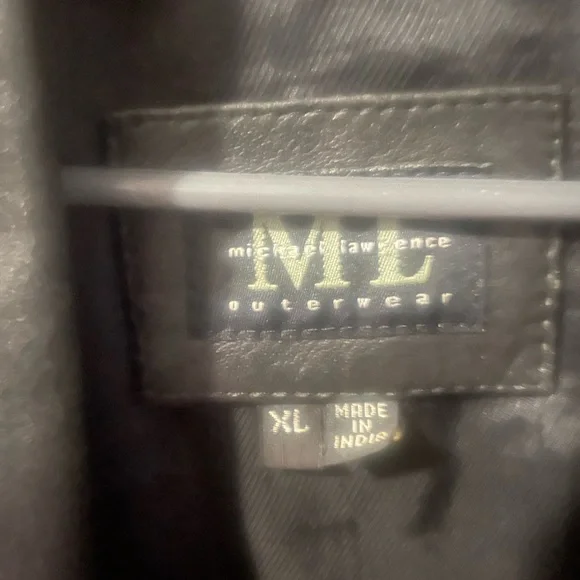 ML
michael lawrence
outerwear
XL
MADE
IN
INDIA